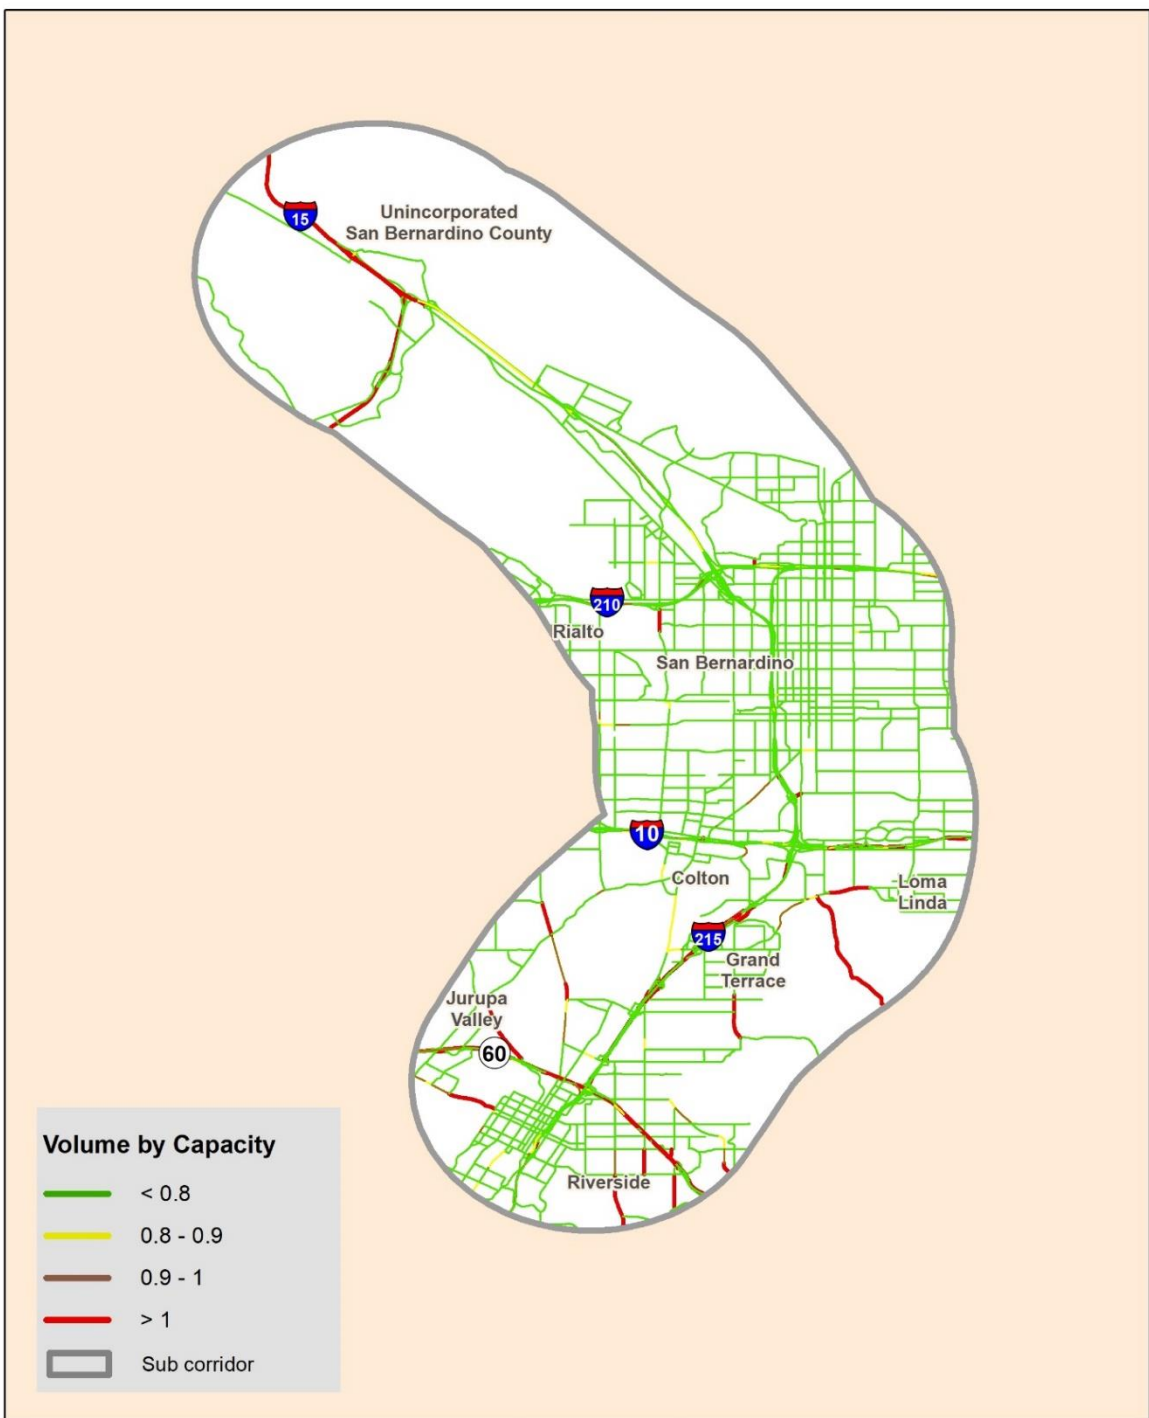 15
Unincorporated
San Bernardino County
210
Rialto
San Bernardino
10
Colton
Loma
Linda
215
Grand
Terrace
Jurupa
Valley
60
Riverside
Volume by Capacity
< 0.8
0.8 - 0.9
0.9 - 1
> 1
Sub corridor